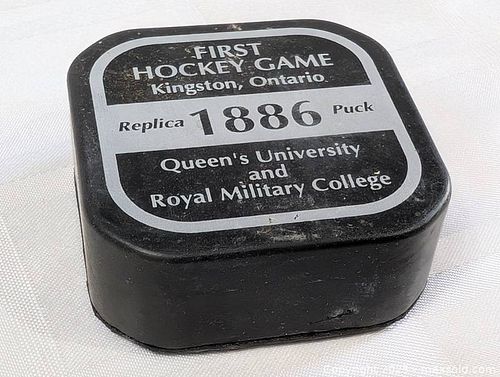 FIRST
HOCKEY GAME
Kingston, Ontario
Replica 1886 Puck
Queen's University
and
Royal Military College